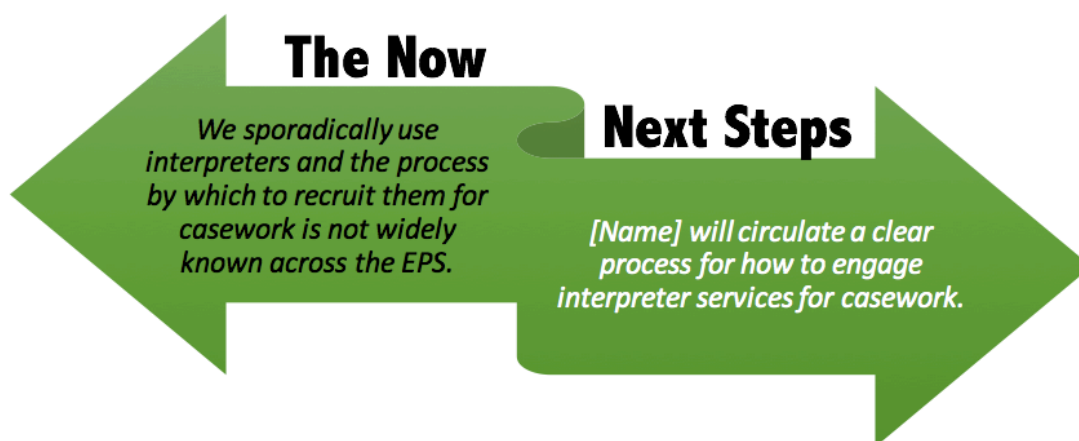 The Now
We sporadically use
interpreters and the process
by which to recruit them for
casework is not widely
known across the EPS.
Next Steps
[Name] will circulate a clear
process for how to engage
interpreter services for casework.